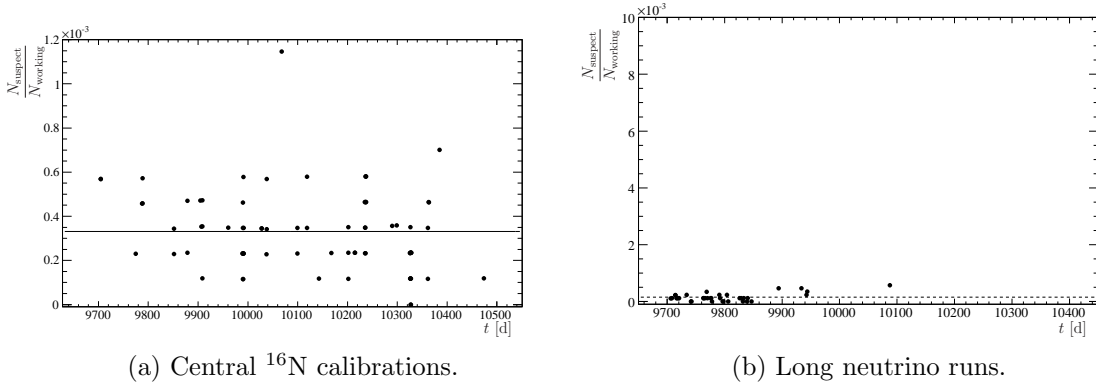 ×10⁻³
N_suspect
N_working
1.2
1
0.8
0.6
0.4
0.2
0
9700 9800 9900 10000 10100 10200 10300 10400 10500
t [d]
(a) Central ¹⁶N calibrations.
×10⁻³
N_suspect
N_working
10
8
6
4
2
0
9700 9800 9900 10000 10100 10200 10300 10400
t [d]
(b) Long neutrino runs.